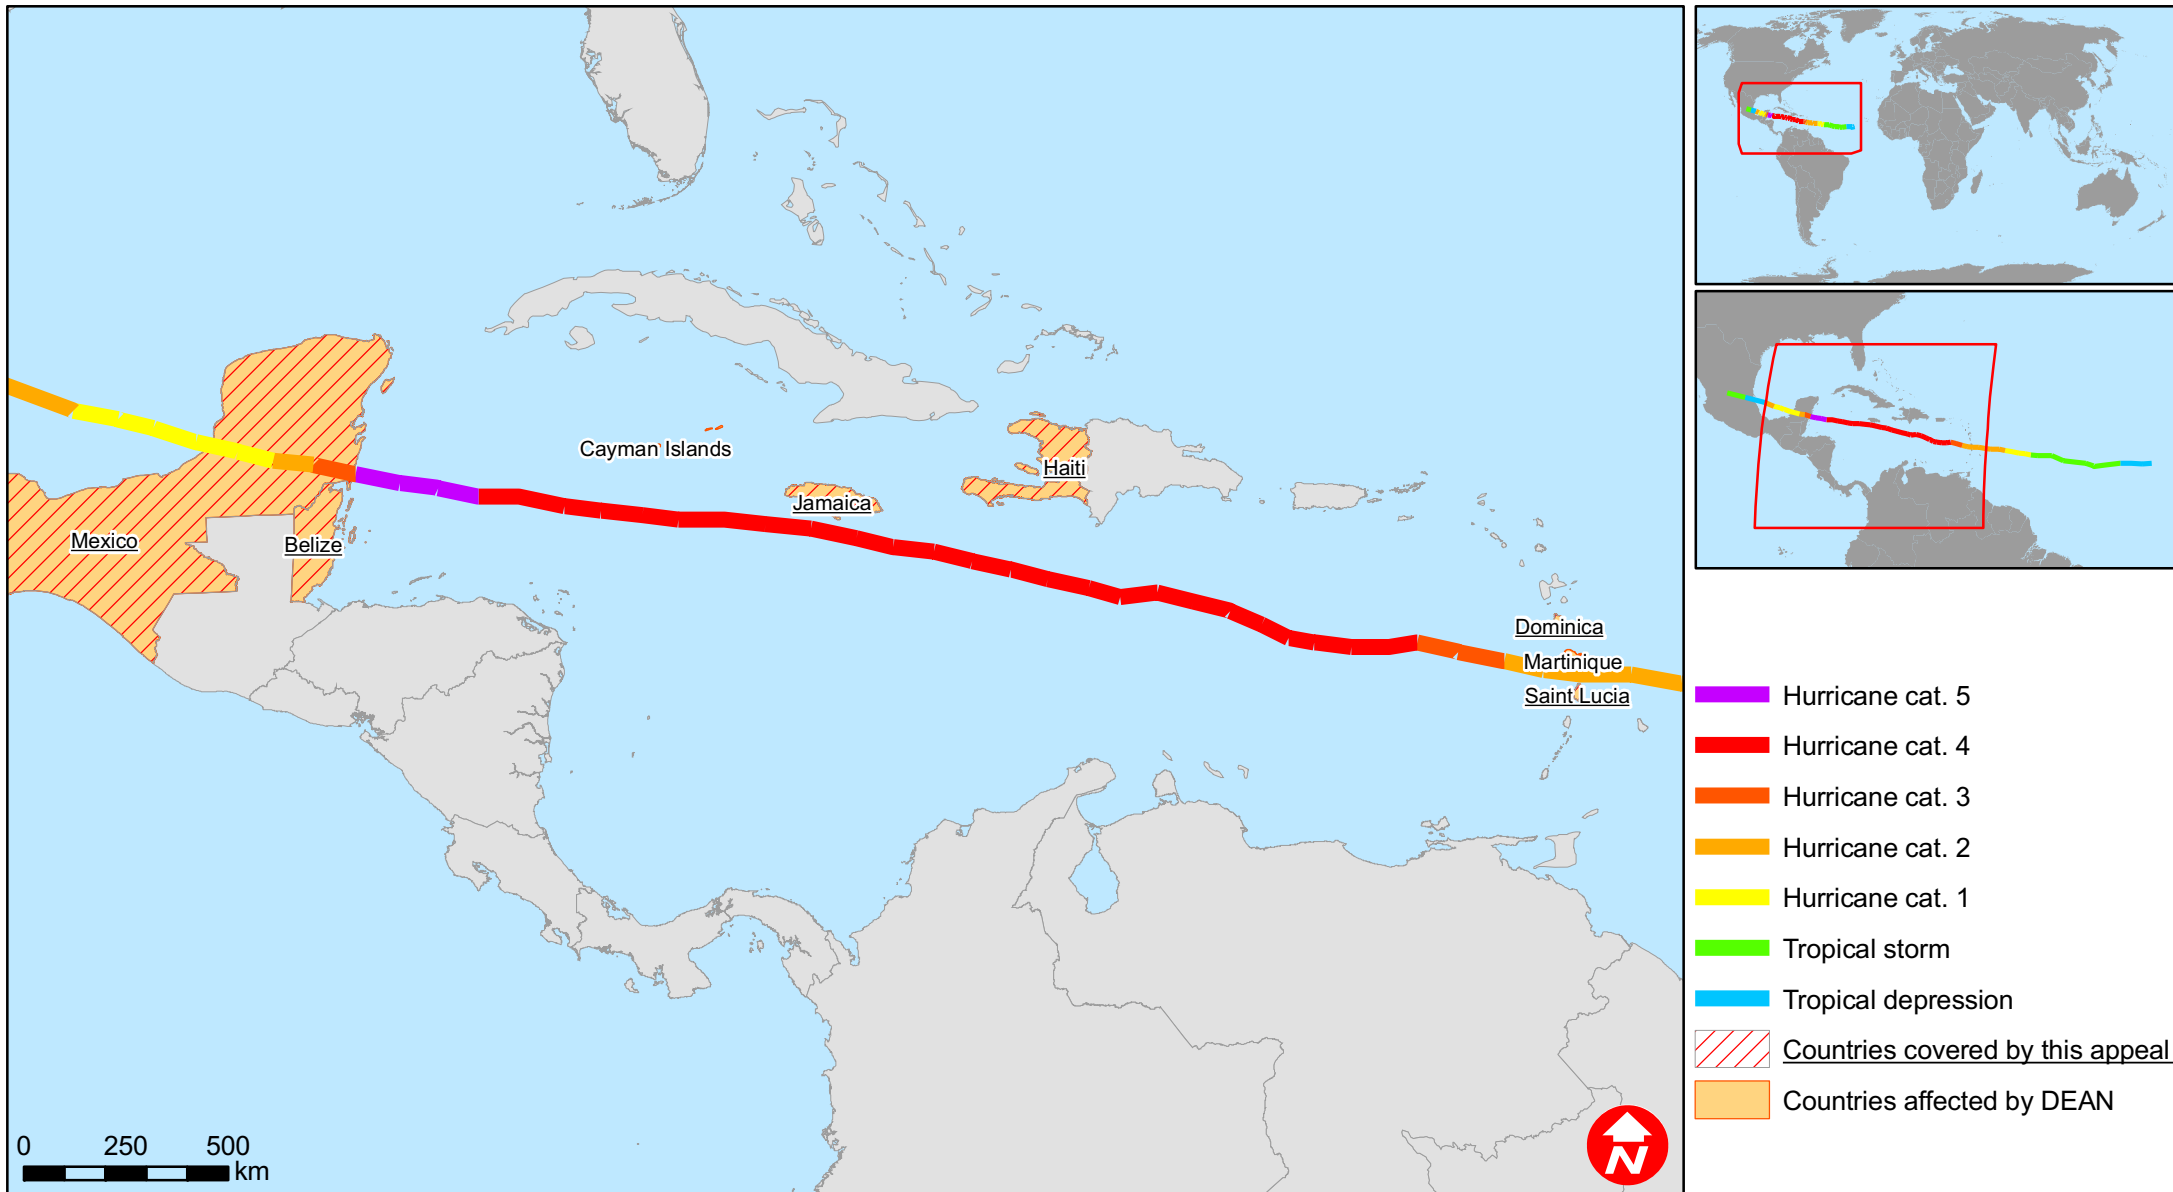 Cayman Islands
Haiti
Jamaica
Mexico
Belize
Dominica
Martinique
Saint Lucia
Hurricane cat. 5
Hurricane cat. 4
Hurricane cat. 3
Hurricane cat. 2
Hurricane cat. 1
Tropical storm
Tropical depression
Countries covered by this appeal
Countries affected by DEAN
0 250 500
km
N